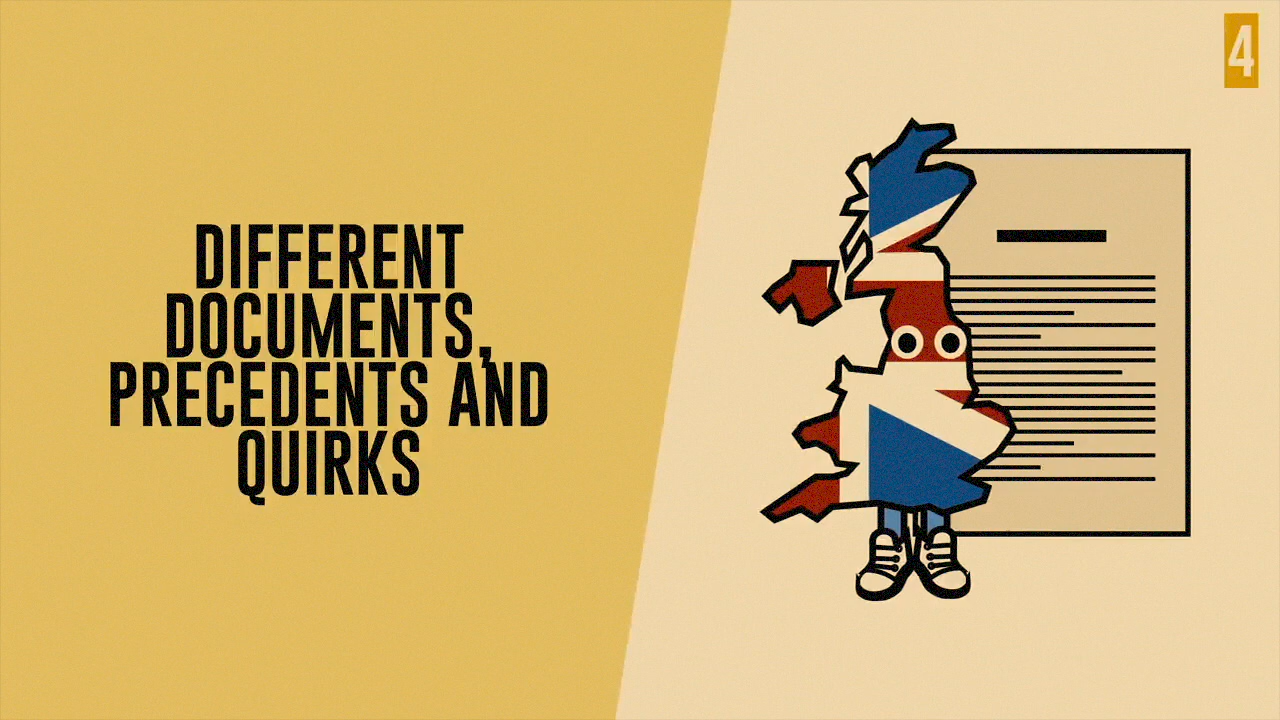 DIFFERENT
DOCUMENTS,
PRECEDENTS AND
QUIRKS
4